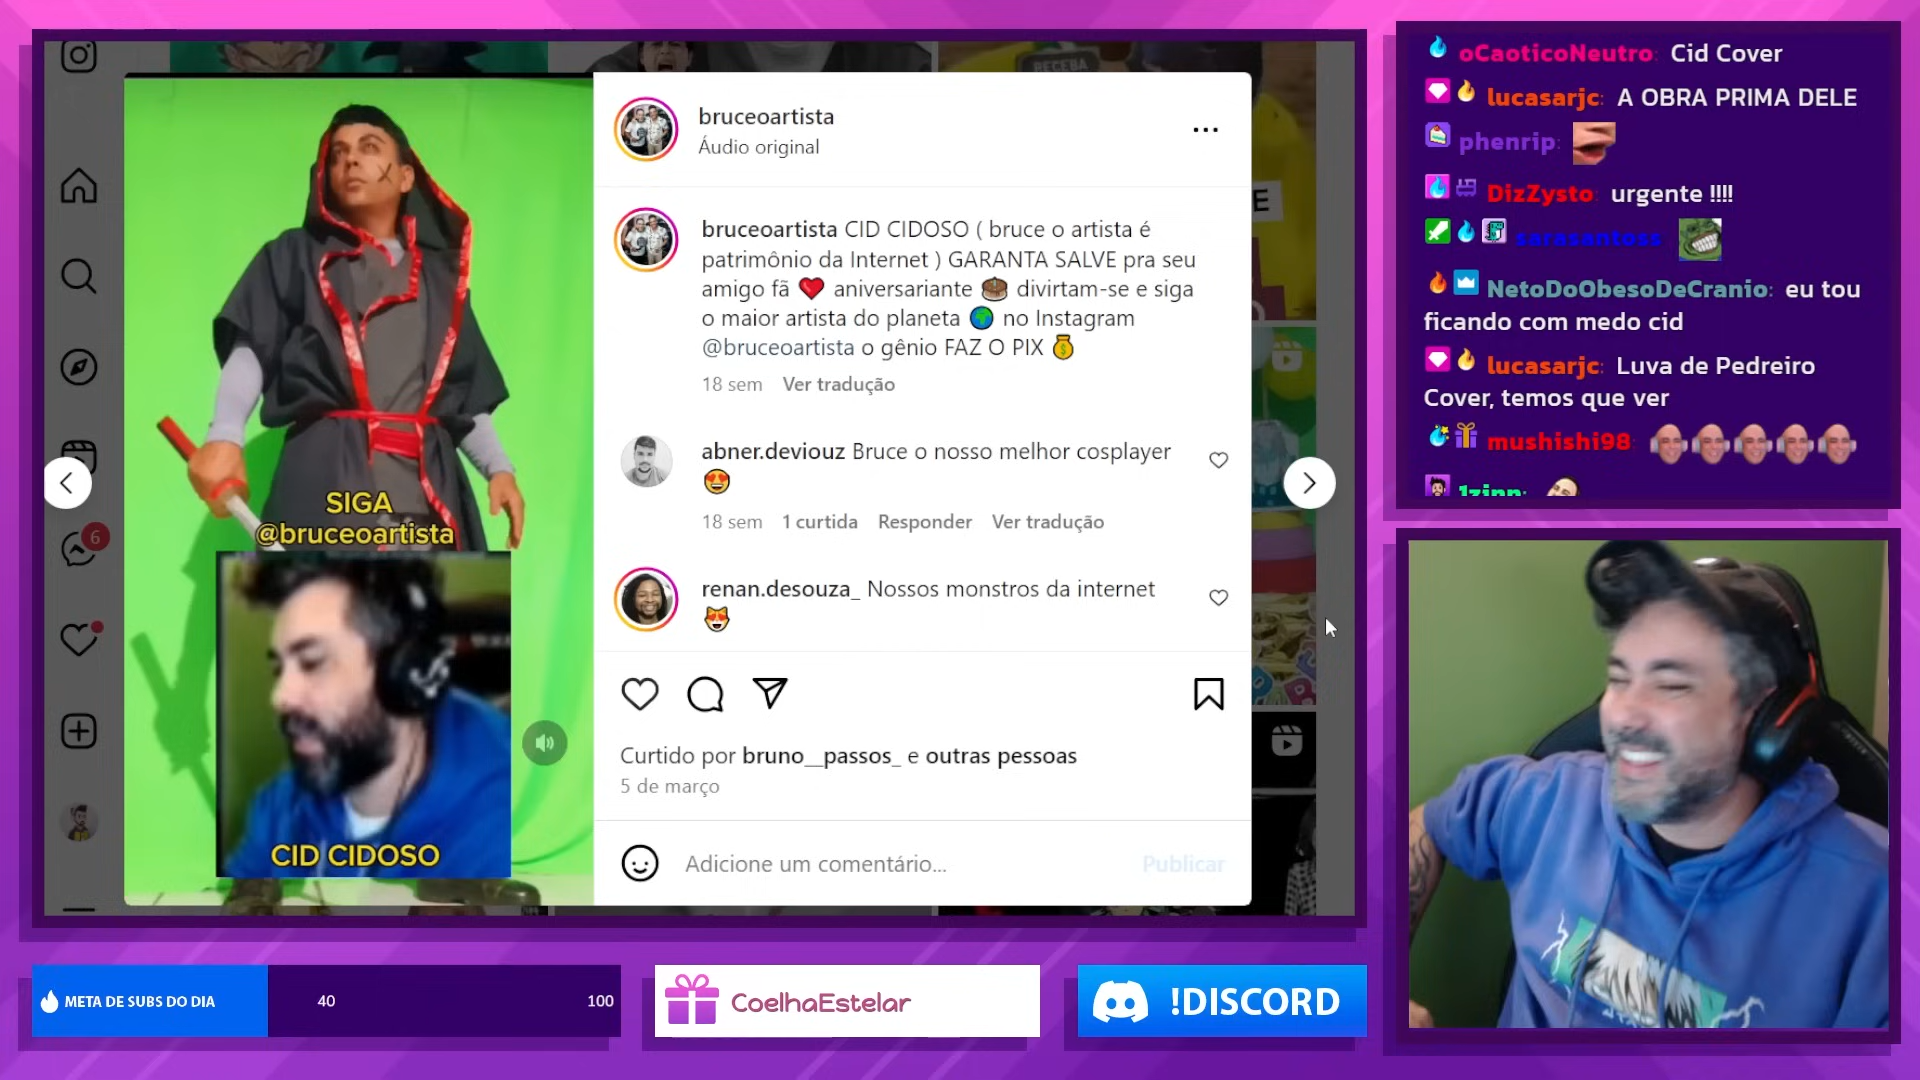 RECEBA
E
SIGA
@bruceoartista
CID CIDOSO
6
bruceoartista
Áudio original
bruceoartista CID CIDOSO ( bruce o artista é
patrimônio da Internet ) GARANTA SALVE pra seu
amigo fã ❤️ aniversariante 🎂 divirtam-se e siga
o maior artista do planeta 🌍 no Instagram
@bruceoartista o gênio FAZ O PIX 💰
18 sem Ver tradução
abner.deviouz Bruce o nosso melhor cosplayer
😍
18 sem 1 curtida Responder Ver tradução
renan.desouza_ Nossos monstros da internet
😻
Curtido por bruno__passos_ e outras pessoas
5 de março
Adicione um comentário...
Publicar
oCaoticoNeutro: Cid Cover
lucasarjc: A OBRA PRIMA DELE
phenrip:
DizZysto: urgente !!!!
sarasantoss
NetoDoObesoDeCranio: eu tou
ficando com medo cid
lucasarjc: Luva de Pedreiro
Cover, temos que ver
mushishi98
1zinn:
META DE SUBS DO DIA
40
100
CoelhaEstelar
!DISCORD